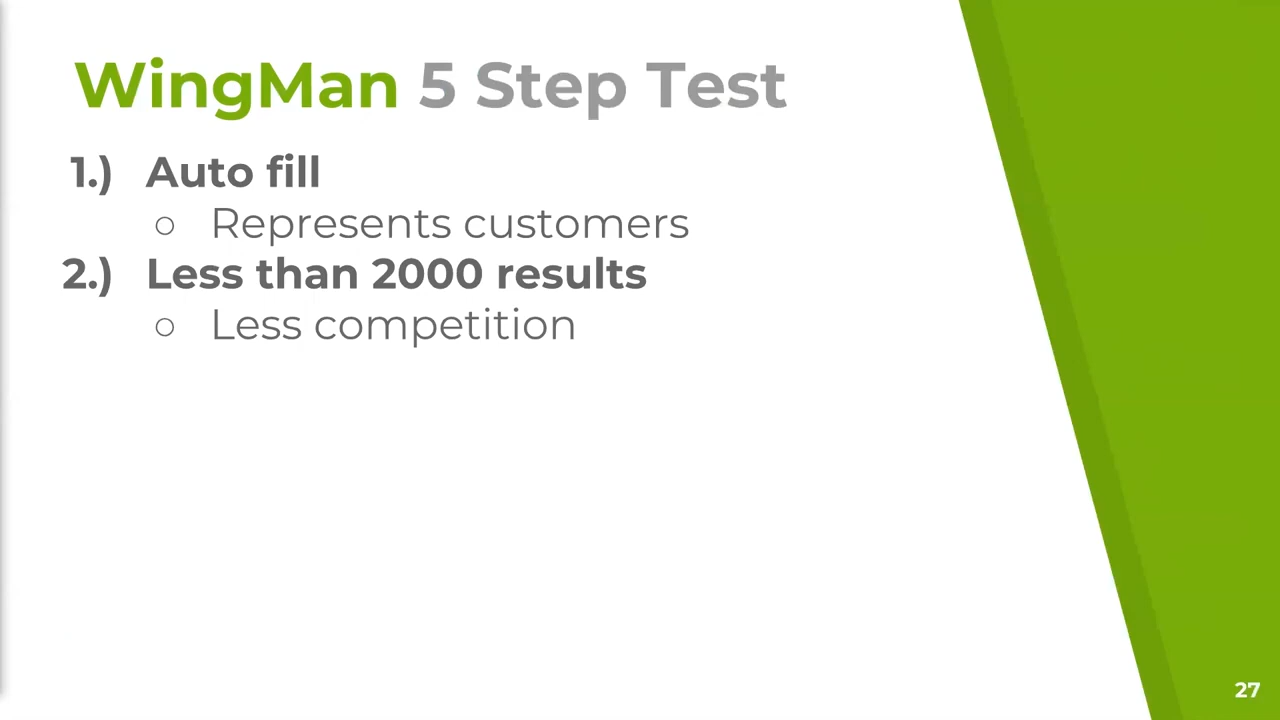 WingMan 5 Step Test
1.) Auto fill
○ Represents customers
2.) Less than 2000 results
○ Less competition
27